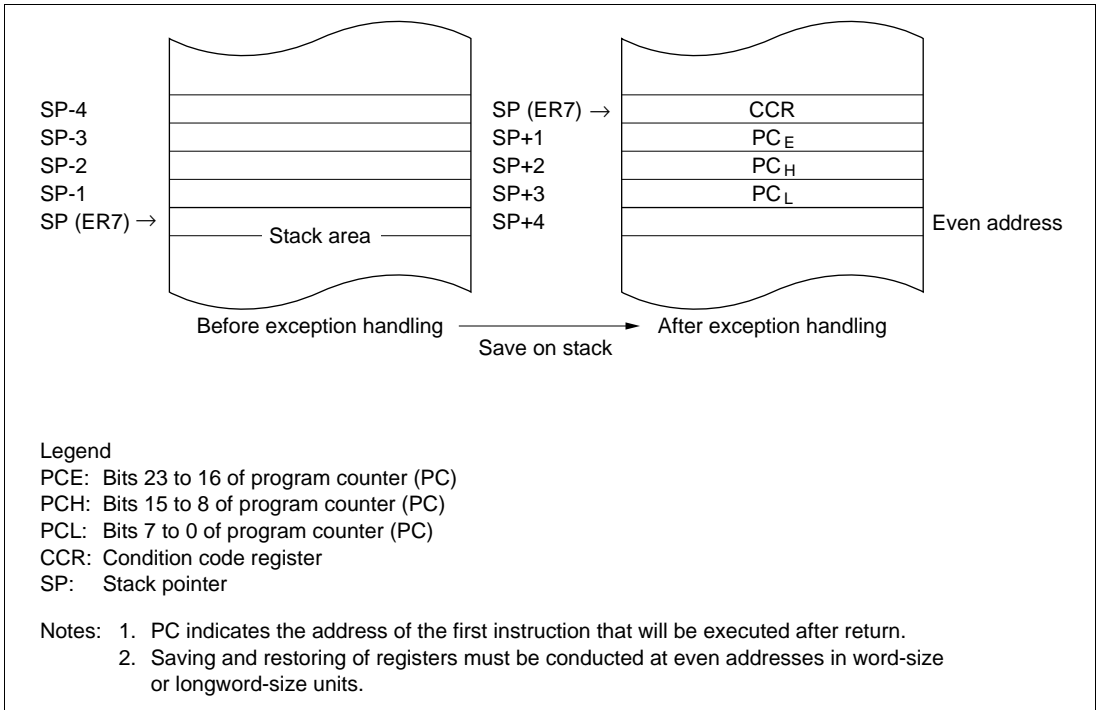 SP-4
SP-3
SP-2
SP-1
SP (ER7) →
Stack area
Before exception handling
Save on stack
SP (ER7) →
SP+1
SP+2
SP+3
SP+4
CCR
PC E
PC H
PC L
Even address
After exception handling
Legend
PCE: Bits 23 to 16 of program counter (PC)
PCH: Bits 15 to 8 of program counter (PC)
PCL: Bits 7 to 0 of program counter (PC)
CCR: Condition code register
SP: Stack pointer
Notes: 1. PC indicates the address of the first instruction that will be executed after return.
2. Saving and restoring of registers must be conducted at even addresses in word-size
or longword-size units.